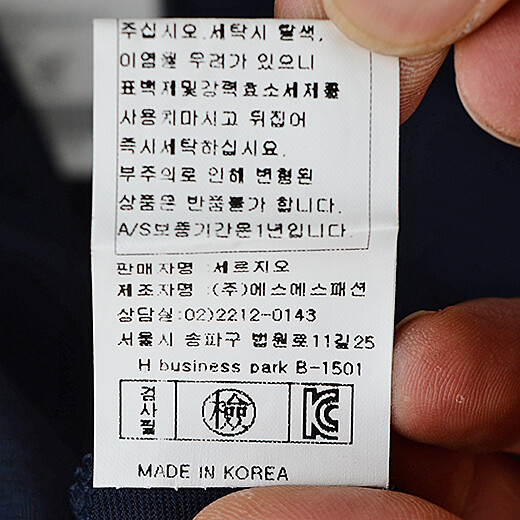 주십시오.세탁시 탈색,
이염될 우려가 있으니
표백제및강력효소세제를
사용치마시고 뒤집어
즉시세탁하십시요.
부주의로 인해 변형된
상품은 반품불가 합니다.
A/S보증기간은1년입니다.
판매자명 :세르지오
제조자명 :(주)에스에스패션
상담실:02)2212-0143
서울시 송파구 법원로11길25
H business park B-1501
검사필 檢 KC
MADE IN KOREA